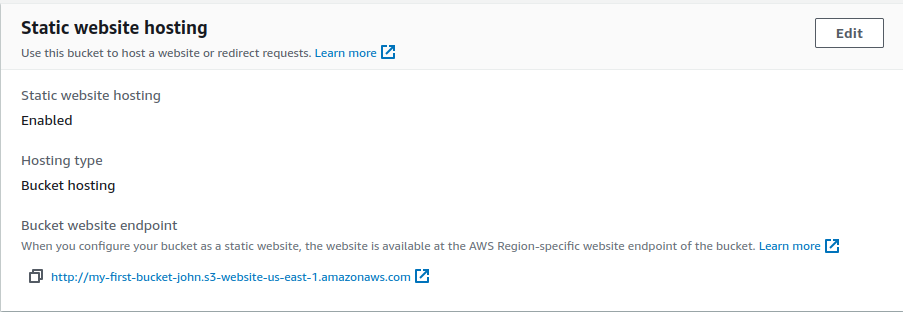 Static website hosting
Edit
Use this bucket to host a website or redirect requests. Learn more
Static website hosting
Enabled
Hosting type
Bucket hosting
Bucket website endpoint
When you configure your bucket as a static website, the website is available at the AWS Region-specific website endpoint of the bucket. Learn more
http://my-first-bucket-john.s3-website-us-east-1.amazonaws.com